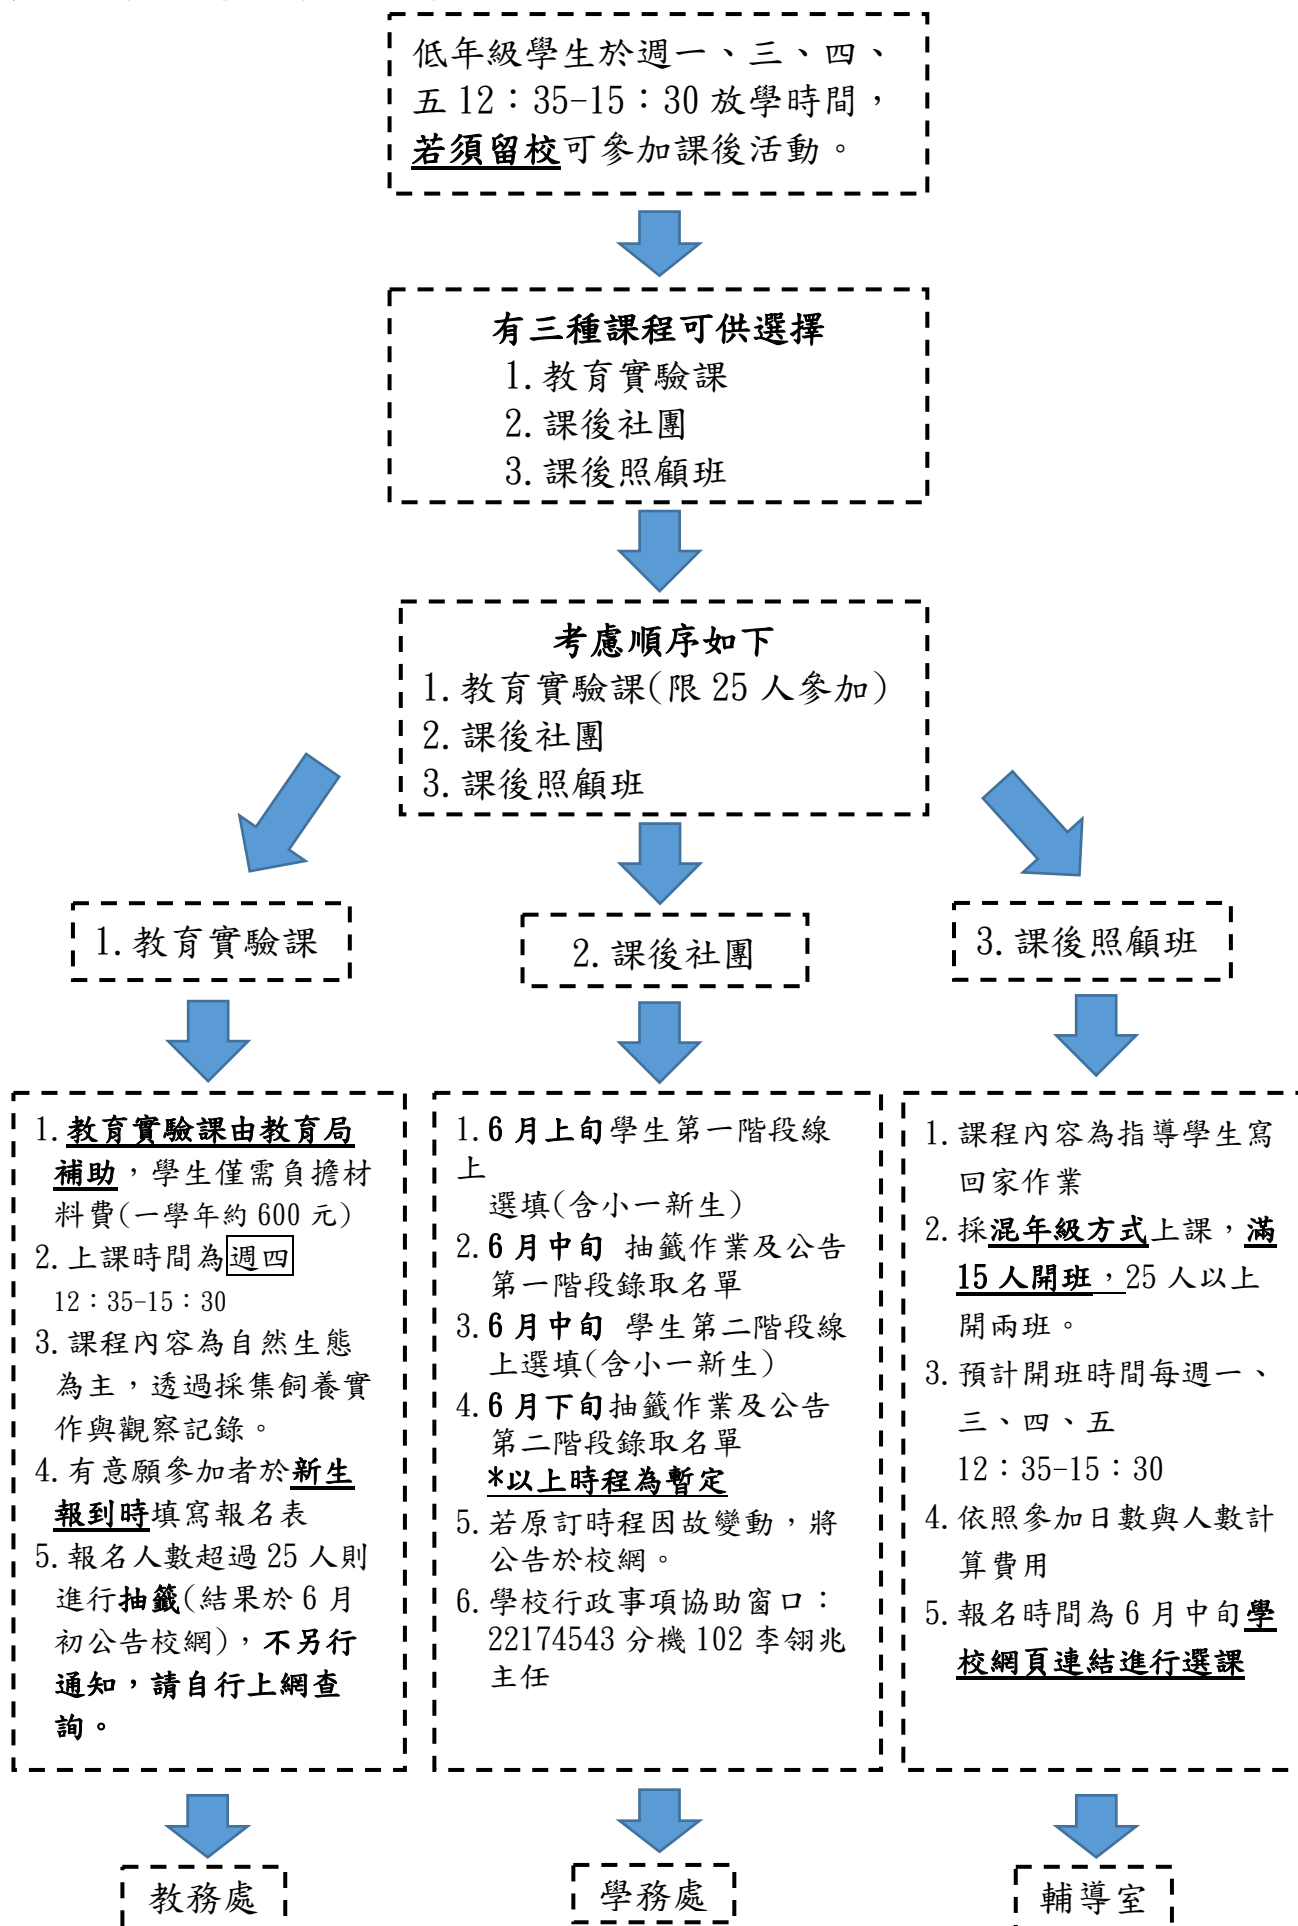 低年級學生於週一、三、四、
五 12：35-15：30 放學時間，
若須留校可參加課後活動。
有三種課程可供選擇
1.教育實驗課
2.課後社團
3.課後照顧班
考慮順序如下
1.教育實驗課(限 25 人參加)
2.課後社團
3.課後照顧班
1.教育實驗課
2.課後社團
3.課後照顧班
1.教育實驗課由教育局
補助，學生僅需負擔材
料費(一學年約 600 元)
2.上課時間為週四
12：35-15：30
3.課程內容為自然生態
為主，透過採集飼養實
作與觀察記錄。
4.有意願參加者於新生
報到時填寫報名表
5.報名人數超過 25 人則
進行抽籤(結果於 6 月
初公告校網)，不另行
通知，請自行上網查
詢。
1.6 月上旬學生第一階段線
上
選填(含小一新生)
2.6 月中旬 抽籤作業及公告
第一階段錄取名單
3.6 月中旬 學生第二階段線
上選填(含小一新生)
4.6 月下旬抽籤作業及公告
第二階段錄取名單
*以上時程為暫定
5.若原訂時程因故變動，將
公告於校網。
6.學校行政事項協助窗口：
22174543 分機 102 李翎兆
主任
1.課程內容為指導學生寫
回家作業
2.採混年級方式上課，滿
15 人開班，25 人以上
開兩班。
3.預計開班時間每週一、
三、四、五
12：35-15：30
4.依照參加日數與人數計
算費用
5.報名時間為 6 月中旬學
校網頁連結進行選課
教務處
學務處
輔導室